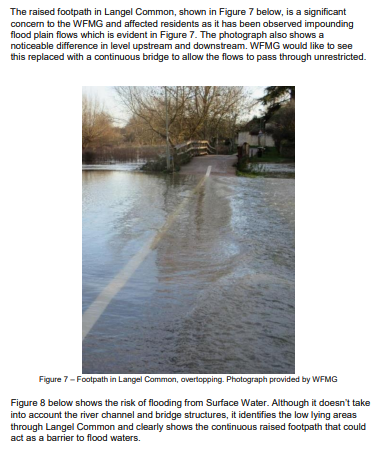 The raised footpath in Langel Common, shown in Figure 7 below, is a significant
concern to the WFMG and affected residents as it has been observed impounding
flood plain flows which is evident in Figure 7. The photograph also shows a
noticeable difference in level upstream and downstream. WFMG would like to see
this replaced with a continuous bridge to allow the flows to pass through unrestricted.
Figure 7 – Footpath in Langel Common, overtopping. Photograph provided by WFMG
Figure 8 below shows the risk of flooding from Surface Water. Although it doesn't take
into account the river channel and bridge structures, it identifies the low lying areas
through Langel Common and clearly shows the continuous raised footpath that could
act as a barrier to flood waters.